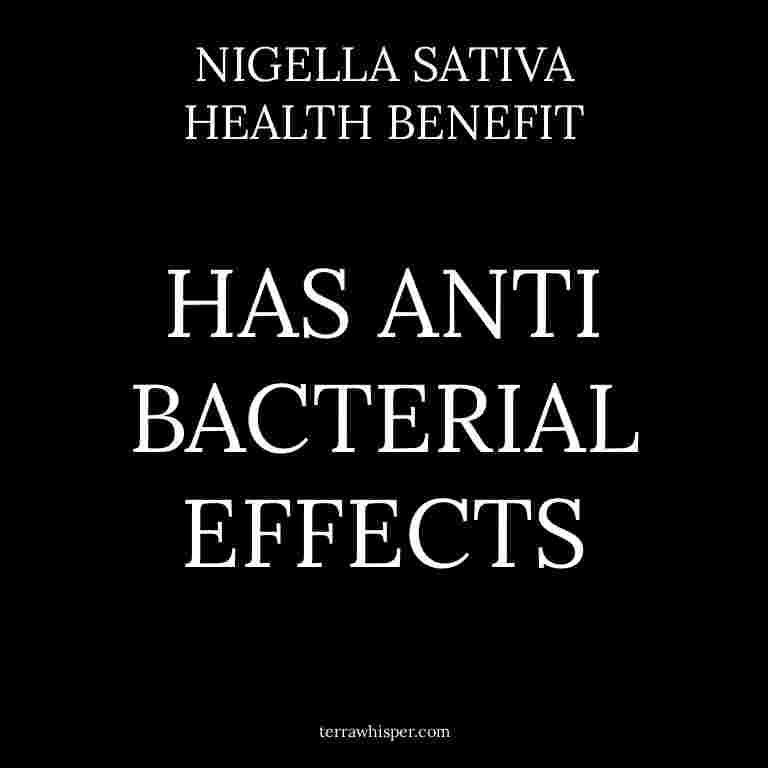 NIGELLA SATIVA
HEALTH BENEFIT
HAS ANTI
BACTERIAL
EFFECTS
terrawhisper.com